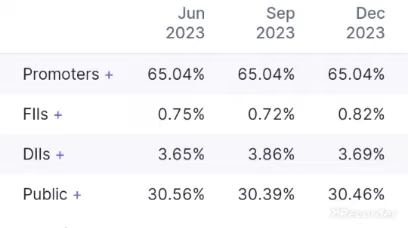 Jun Sep Dec
2023 2023 2023
Promoters + 65.04% 65.04% 65.04%
FIIs + 0.75% 0.72% 0.82%
DIIs + 3.65% 3.86% 3.69%
Public + 30.56% 30.39% 30.46%